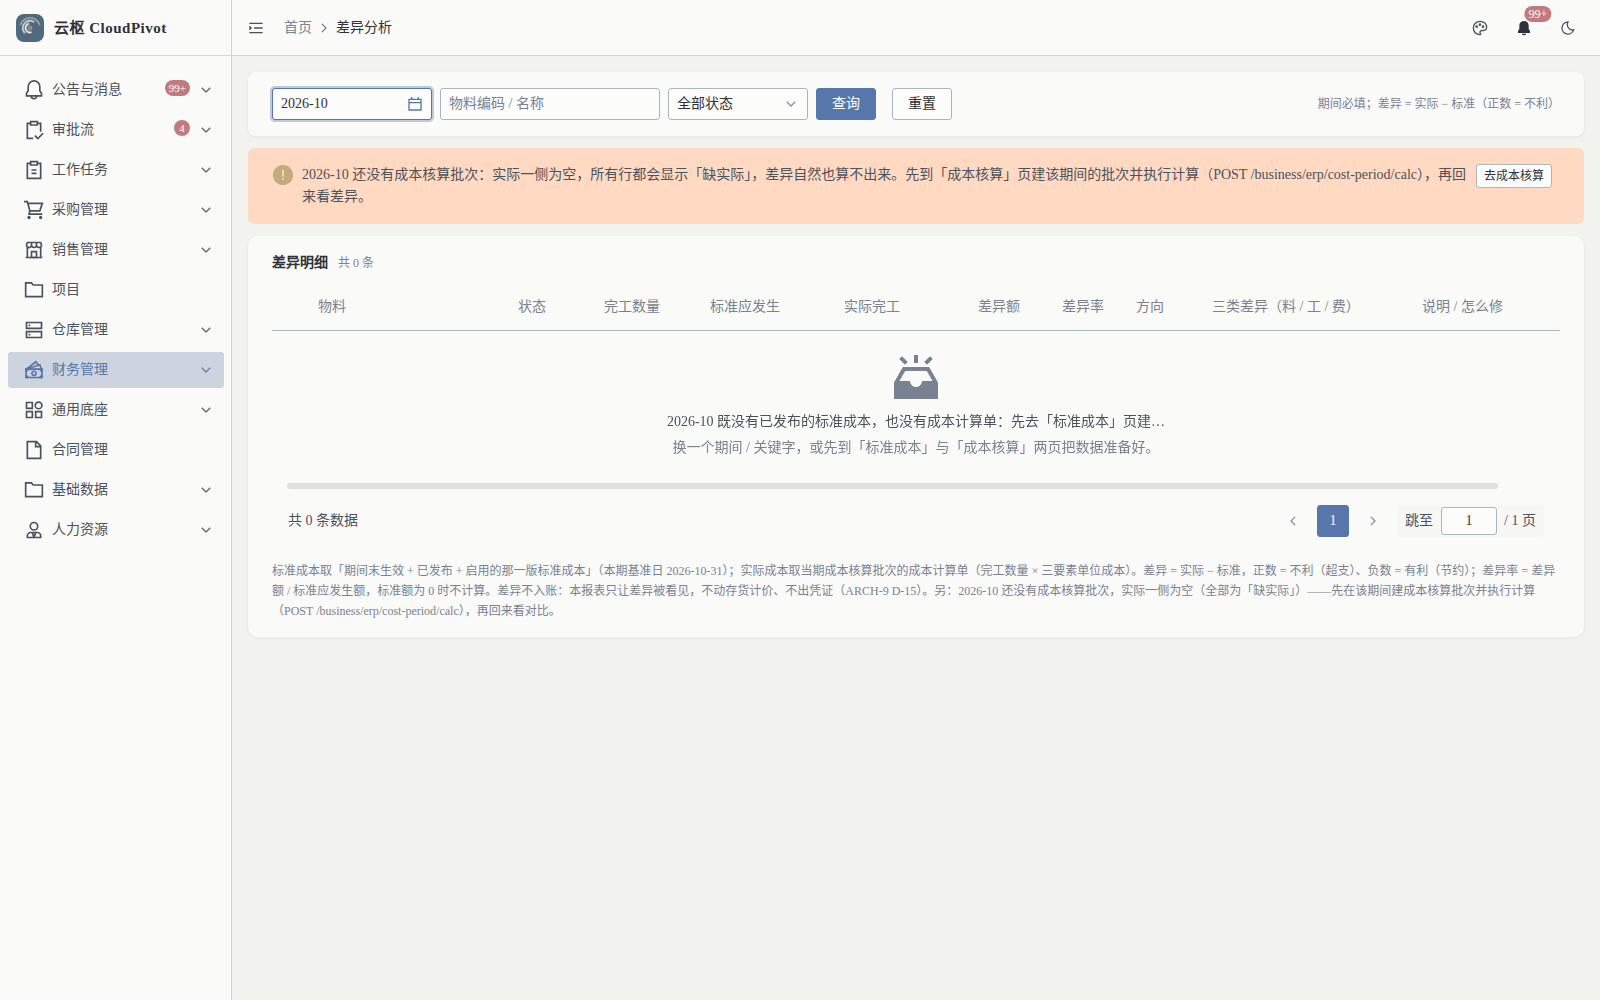 云枢 CloudPivot
首页 > 差异分析
99+
公告与消息 99+
审批流 4
工作任务
采购管理
销售管理
项目
仓库管理
财务管理
通用底座
合同管理
基础数据
人力资源
2026-10 物料编码 / 名称 全部状态 查询 重置 期间必填；差异 = 实际 − 标准（正数 = 不利）
2026-10 还没有成本核算批次：实际一侧为空，所有行都会显示「缺实际」，差异自然也算不出来。先到「成本核算」页建该期间的批次并执行计算（POST /business/erp/cost-period/calc），再回
来看差异。
去成本核算
差异明细 共 0 条
物料 状态 完工数量 标准应发生 实际完工 差异额 差异率 方向 三类差异（料 / 工 / 费） 说明 / 怎么修
2026-10 既没有已发布的标准成本，也没有成本计算单：先去「标准成本」页建…
换一个期间 / 关键字，或先到「标准成本」与「成本核算」两页把数据准备好。
共 0 条数据 1 跳至 1 / 1 页
标准成本取「期间末生效 + 已发布 + 启用的那一版标准成本」（本期基准日 2026-10-31）；实际成本取当期成本核算批次的成本计算单（完工数量 × 三要素单位成本）。差异 = 实际 − 标准，正数 = 不利（超支）、负数 = 有利（节约）；差异率 = 差异
额 / 标准应发生额，标准额为 0 时不计算。差异不入账：本报表只让差异被看见，不动存货计价、不出凭证（ARCH-9 D-15）。另：2026-10 还没有成本核算批次，实际一侧为空（全部为「缺实际」）——先在该期间建成本核算批次并执行计算
（POST /business/erp/cost-period/calc），再回来看对比。